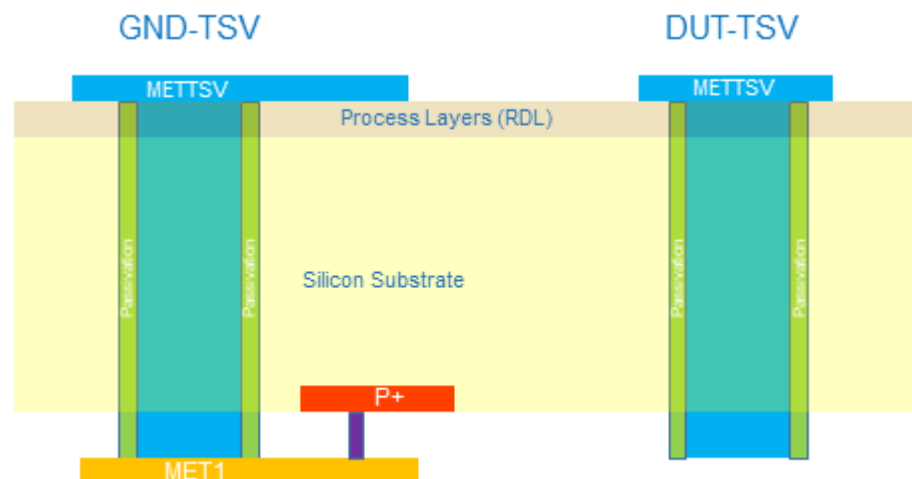 GND-TSV
DUT-TSV
METTSV
METTSV
Process Layers (RDL)
Passivation
Passivation
Silicon Substrate
Passivation
Passivation
P+
MET1